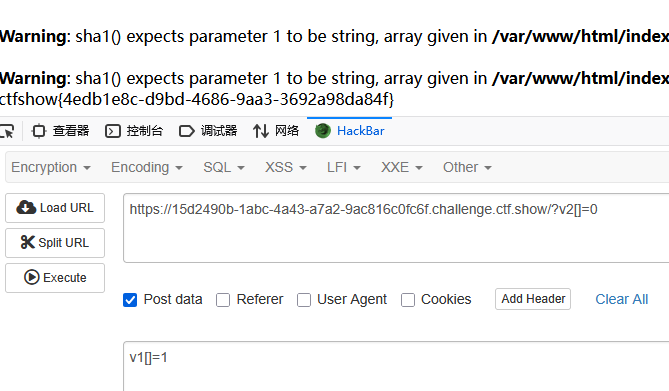 Warning: sha1() expects parameter 1 to be string, array given in /var/www/html/index
Warning: sha1() expects parameter 1 to be string, array given in /var/www/html/index
ctfshow{4edb1e8c-d9bd-4686-9aa3-3692a98da84f}
查看器 控制台 调试器 网络 HackBar
Encryption Encoding SQL XSS LFI XXE Other
Load URL
Split URL
Execute
https://15d2490b-1abc-4a43-a7a2-9ac816c0fc6f.challenge.ctf.show/?v2[]=0
Post data Referer User Agent Cookies Add Header Clear All
v1[]=1